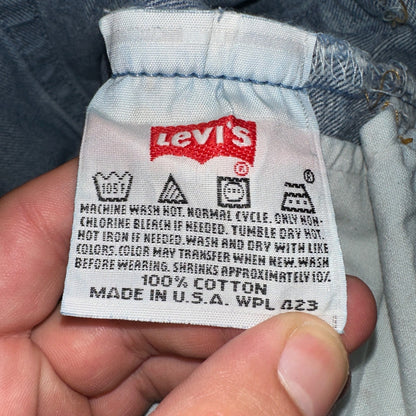 Levi's
®
105F
MACHINE WASH HOT. NORMAL CYCLE. ONLY NON-
CHLORINE BLEACH IF NEEDED. TUMBLE DRY HOT.
HOT IRON IF NEEDED.WASH AND DRY WITH LIKE
COLORS.COLOR MAY TRANSFER WHEN NEW.WASH
BEFORE WEARING. SHRINKS APPROXIMATELY 10%
100% COTTON
MADE IN U.S.A. WPL 423